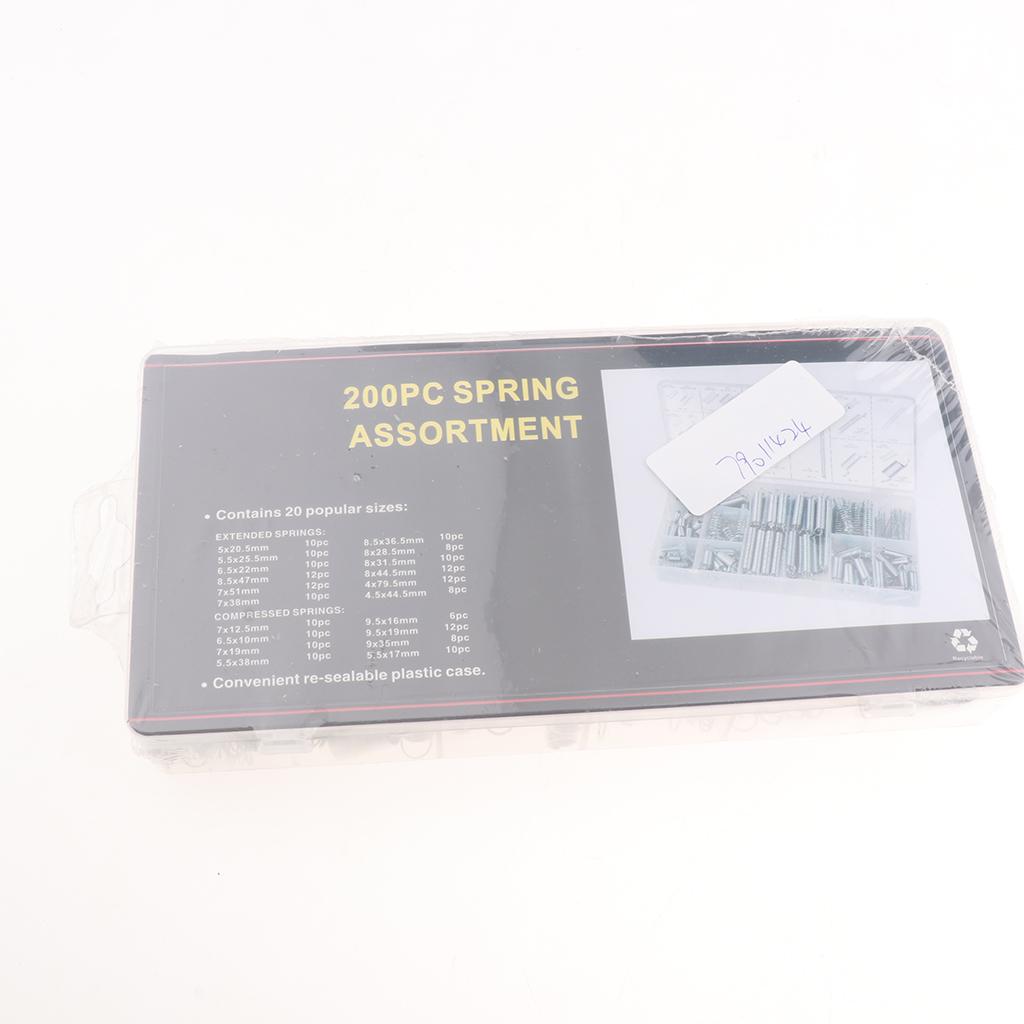 200PC SPRING
ASSORTMENT
79011424
• Contains 20 popular sizes:
EXTENDED SPRINGS:
5x20.5mm 10pc 8.5x36.5mm 10pc
5.5x25.5mm 10pc 8x28.5mm 8pc
6.5x22mm 10pc 8x31.5mm 10pc
8.5x47mm 12pc 8x44.5mm 12pc
7x51mm 12pc 4x79.5mm 12pc
7x38mm 10pc 4.5x44.5mm 8pc
COMPRESSED SPRINGS:
7x12.5mm 10pc 9.5x16mm 6pc
6.5x10mm 10pc 9.5x19mm 12pc
7x19mm 10pc 9x35mm 8pc
5.5x38mm 10pc 5.5x17mm 10pc
• Convenient re-sealable plastic case.
Recyclable